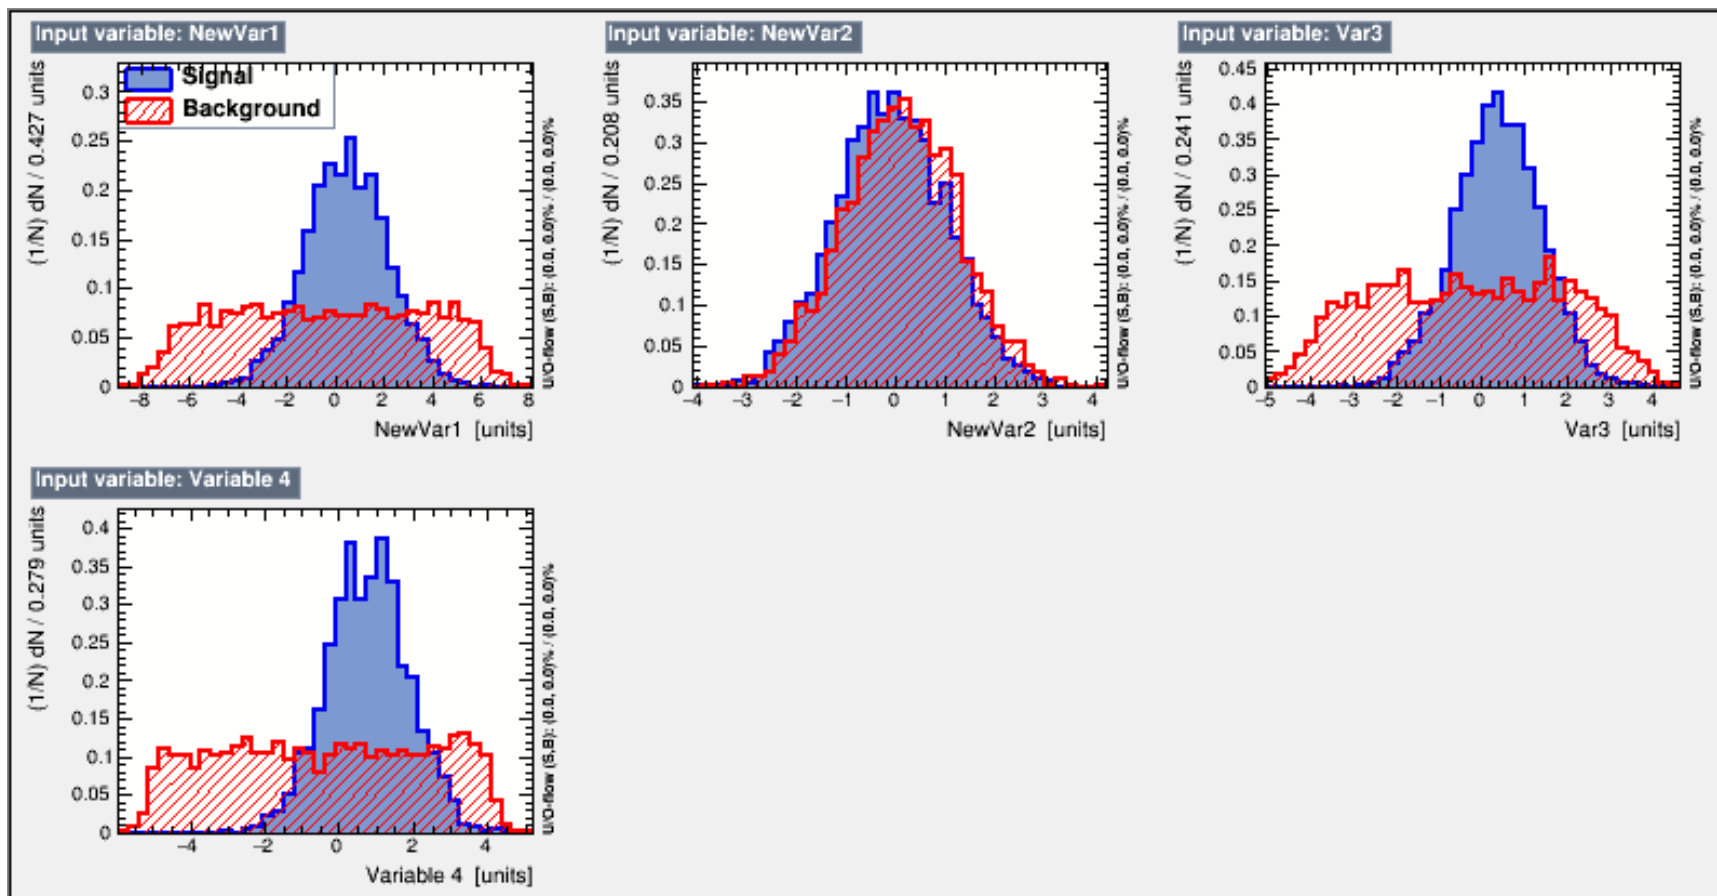 Input variable: NewVar1
(1/N) dN / 0.427 units
Signal
Background
0.3
0.25
0.2
0.15
0.1
0.05
0
−8 −6 −4 −2 0 2 4 6 8
NewVar1 [units]
U/O-flow (S,B): (0.0, 0.0)% / (0.0, 0.0)%
Input variable: NewVar2
(1/N) dN / 0.208 units
0.35
0.3
0.25
0.2
0.15
0.1
0.05
0
−4 −3 −2 −1 0 1 2 3 4
NewVar2 [units]
U/O-flow (S,B): (0.0, 0.0)% / (0.0, 0.0)%
Input variable: Var3
(1/N) dN / 0.241 units
0.45
0.4
0.35
0.3
0.25
0.2
0.15
0.1
0.05
0
−5 −4 −3 −2 −1 0 1 2 3 4
Var3 [units]
U/O-flow (S,B): (0.0, 0.0)% / (0.0, 0.0)%
Input variable: Variable 4
(1/N) dN / 0.279 units
0.4
0.35
0.3
0.25
0.2
0.15
0.1
0.05
0
−4 −2 0 2 4
Variable 4 [units]
U/O-flow (S,B): (0.0, 0.0)% / (0.0, 0.0)%